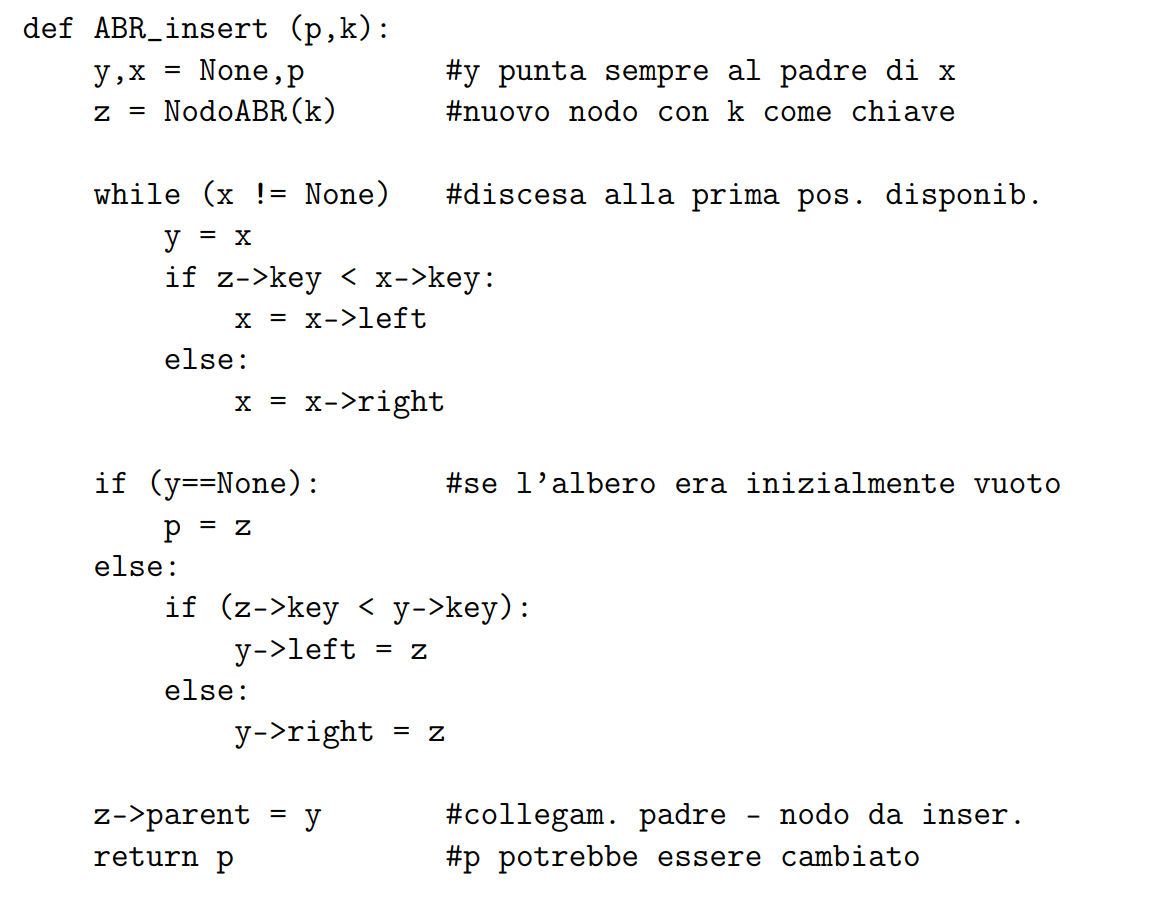 def ABR_insert (p,k):
    y,x = None,p        #y punta sempre al padre di x
    z = NodoABR(k)      #nuovo nodo con k come chiave

    while (x != None)   #discesa alla prima pos. disponib.
        y = x
        if z->key < x->key:
            x = x->left
        else:
            x = x->right

    if (y==None):       #se l’albero era inizialmente vuoto
        p = z
    else:
        if (z->key < y->key):
            y->left = z
        else:
            y->right = z

    z->parent = y       #collegam. padre - nodo da inser.
    return p            #p potrebbe essere cambiato